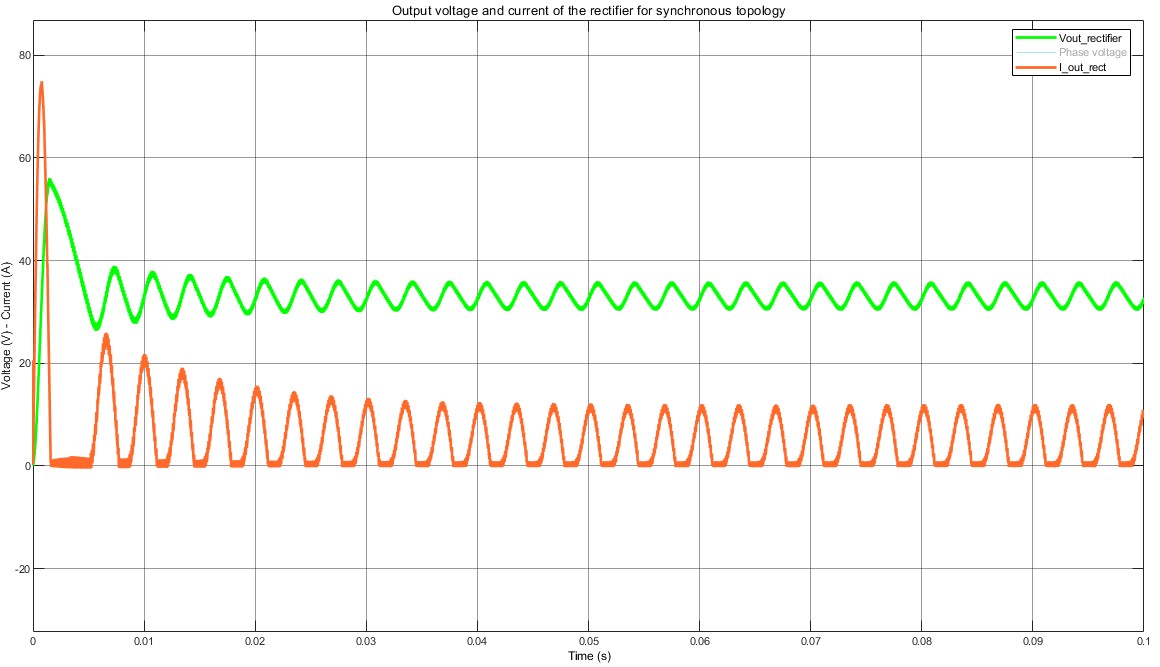 Output voltage and current of the rectifier for synchronous topology
Vout_rectifier
Phase voltage
I_out_rect
Voltage (V) - Current (A)
80
60
40
20
0
-20
0 0.01 0.02 0.03 0.04 0.05 0.06 0.07 0.08 0.09 0.1
Time (s)